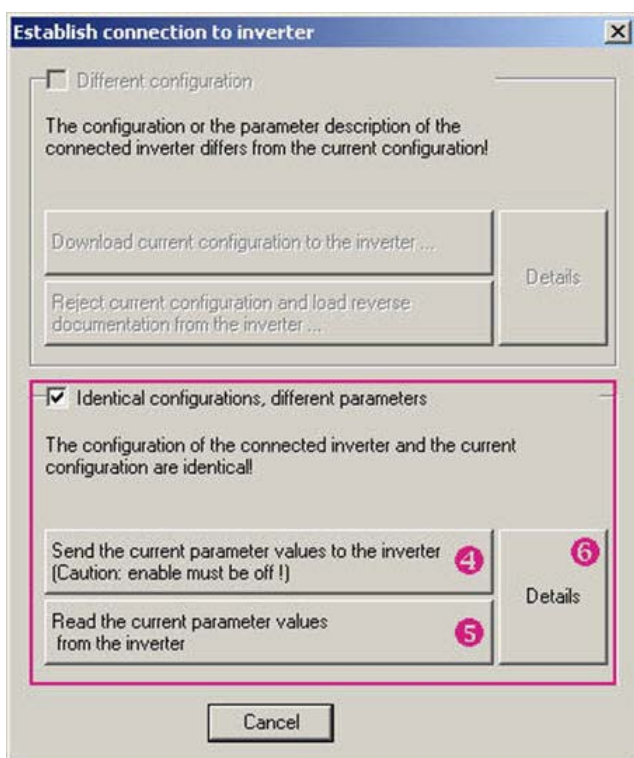 Establish connection to inverter
Different configuration
The configuration or the parameter description of the
connected inverter differs from the current configuration!
Download current configuration to the inverter ...
Reject current configuration and load reverse
documentation from the inverter ...
Details
Identical configurations, different parameters
The configuration of the connected inverter and the current
configuration are identical!
Send the current parameter values to the inverter
(Caution: enable must be off !)
4
Read the current parameter values
from the inverter
5
6
Details
Cancel